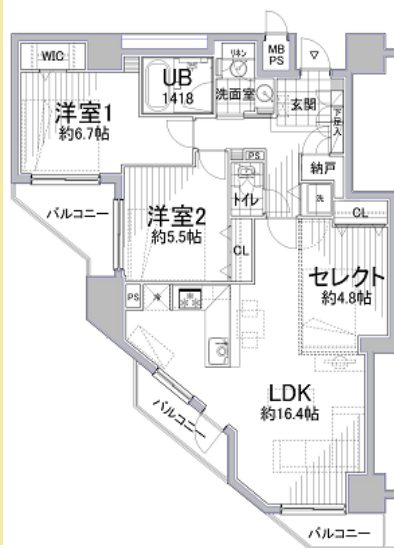 WIC
UB
1418
リネン
MB
PS
洗面室
玄関
下足入
洋室1
約6.7帖
PS
納戸
トイレ
洗
CL
バルコニー
洋室2
約5.5帖
CL
セレクト
約4.8帖
PS
冷
LDK
約16.4帖
バルコニー
バルコニー